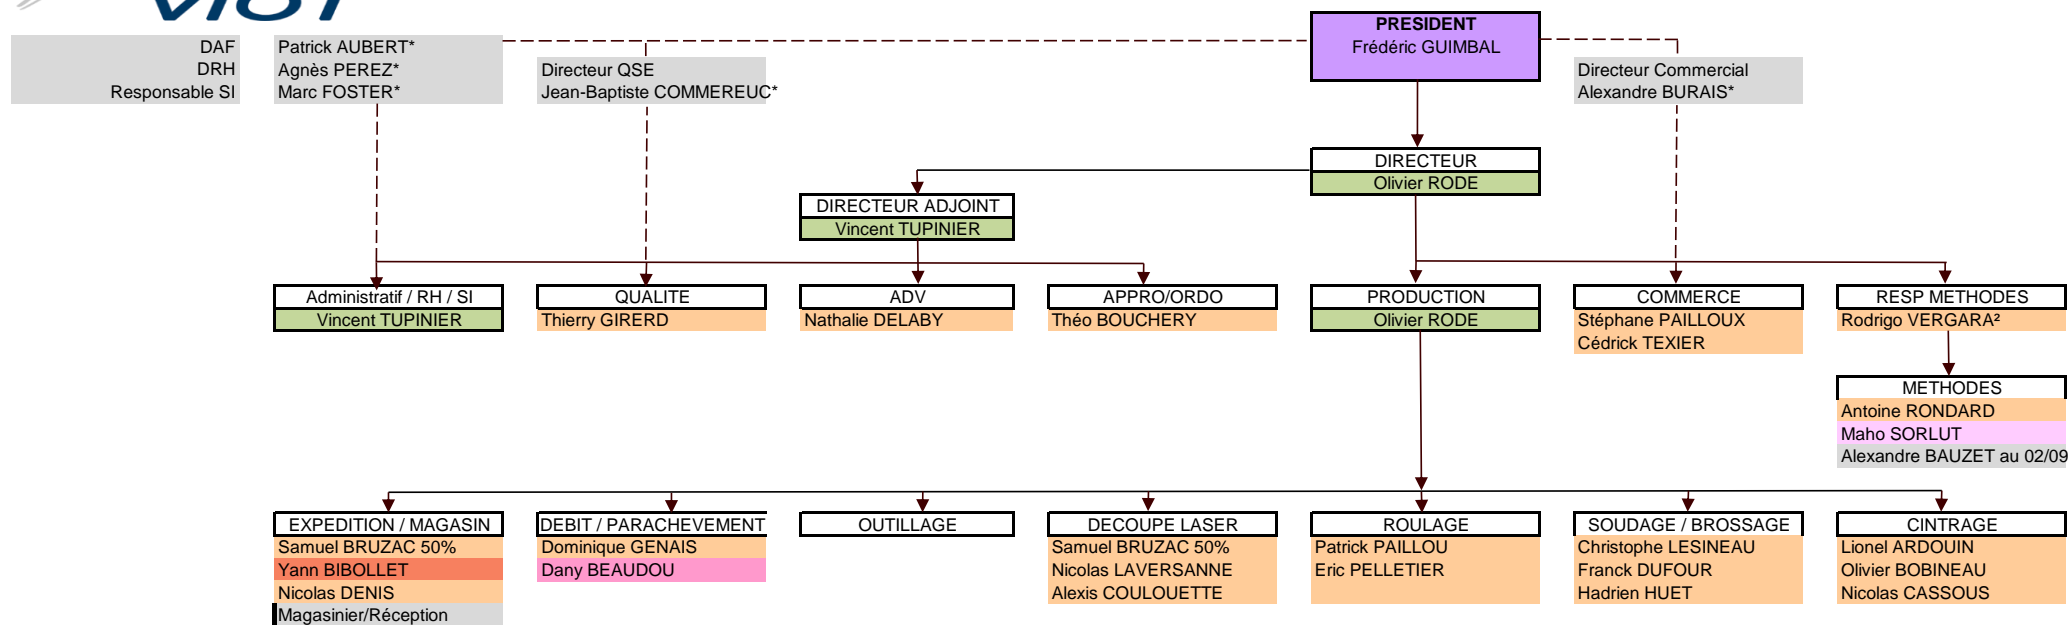 VIOT
PRESIDENT
Frédéric GUIMBAL
DAF
Patrick AUBERT*
DRH
Agnès PEREZ*
Responsable SI
Marc FOSTER*
Directeur QSE
Jean-Baptiste COMMEREUC*
Directeur Commercial
Alexandre BURAIS*
DIRECTEUR
Olivier RODE
DIRECTEUR ADJOINT
Vincent TUPINIER
Administratif / RH / SI
Vincent TUPINIER
QUALITE
Thierry GIRERD
ADV
Nathalie DELABY
APPRO/ORDO
Théo BOUCHERY
PRODUCTION
Olivier RODE
COMMERCE
Stéphane PAILLOUX
Cédrick TEXIER
RESP METHODES
Rodrigo VERGARA²
METHODES
Antoine RONDARD
Maho SORLUT
Alexandre BAUZET au 02/09
EXPEDITION / MAGASIN
Samuel BRUZAC 50%
Yann BIBOLLET
Nicolas DENIS
Magasinier/Réception
DEBIT / PARACHEVEMENT
Dominique GENAIS
Dany BEAUDOU
OUTILLAGE
DECOUPE LASER
Samuel BRUZAC 50%
Nicolas LAVERSANNE
Alexis COULOUETTE
ROULAGE
Patrick PAILLOU
Eric PELLETIER
SOUDAGE / BROSSAGE
Christophe LESINEAU
Franck DUFOUR
Hadrien HUET
CINTRAGE
Lionel ARDOUIN
Olivier BOBINEAU
Nicolas CASSOUS